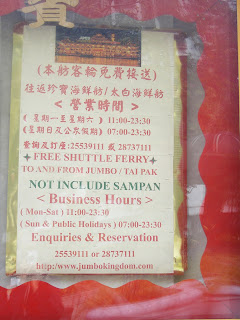 寶
(本舫客輪免費接送)
往返珍寶海鮮舫/太白海鮮舫
< 營業時間 >
( 星期一至星期六 ) 11:00-23:30
(星期日及公衆假期) 07:00-23:30
查詢及訂座:25539111 或 28737111
* FREE SHUTTLE FERRY*
TO AND FROM JUMBO / TAI PAK
NOT INCLUDE SAMPAN
< Business Hours >
( Mon-Sat ) 11:00-23:30
( Sun & Public Holidays ) 07:00-23:30
Enquiries & Reservation
25539111 or 28737111
http:/www.jumbokingdom.com